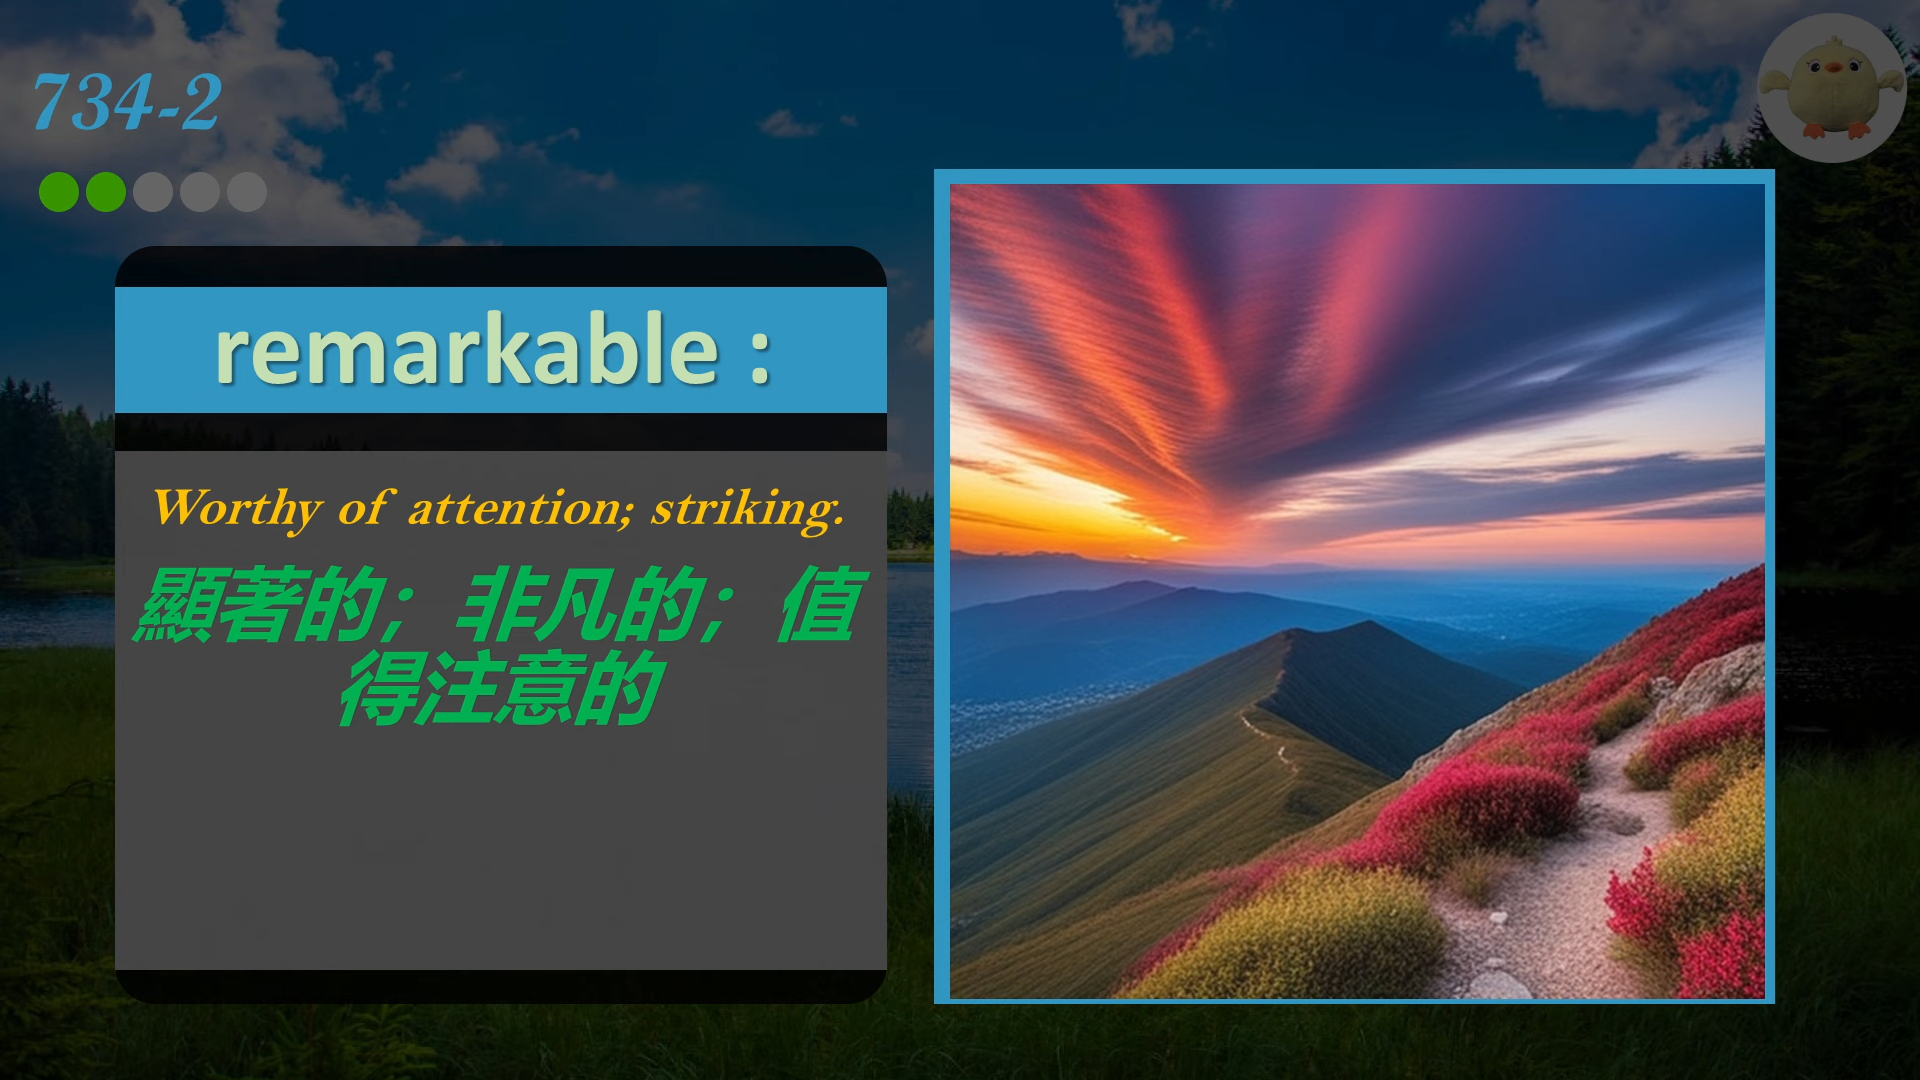 734-2
remarkable :
Worthy of attention; striking.
顯著的；非凡的；值
得注意的